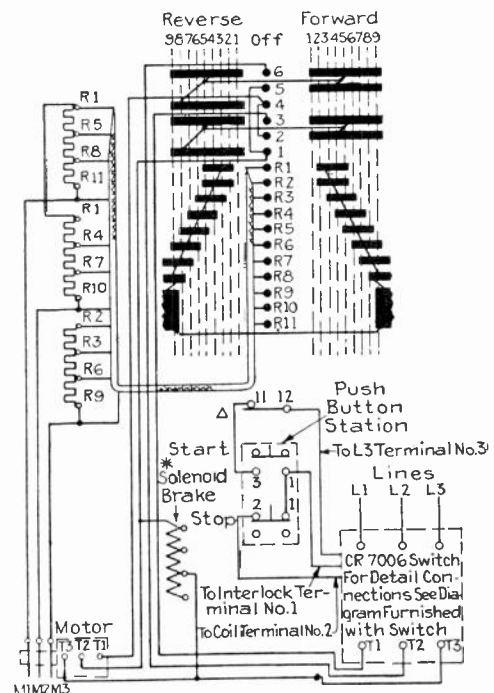 Reverse Forward
987654321 Off 123456789
6
5
4
3
2
1
R1
R2
R3
R4
R5
R6
R7
R8
R9
R10
R11
R1
R5
R8
R11
R1
R4
R7
R10
R2
R3
R6
R9
Push
Button
Station
11 12
△
To L3 Terminal No.3
Start
3 1
2 1
Stop
*
Solenoid
Brake
Lines
L1 L2 L3
CR 7006 Switch
For Detail Con-
nections See Dia-
gram Furnished
with Switch
T1 T2 T3
To Interlock Ter-
minal No.1
To Coil Terminal No.2
Motor
T3 T2 T1
M1 M2 M3